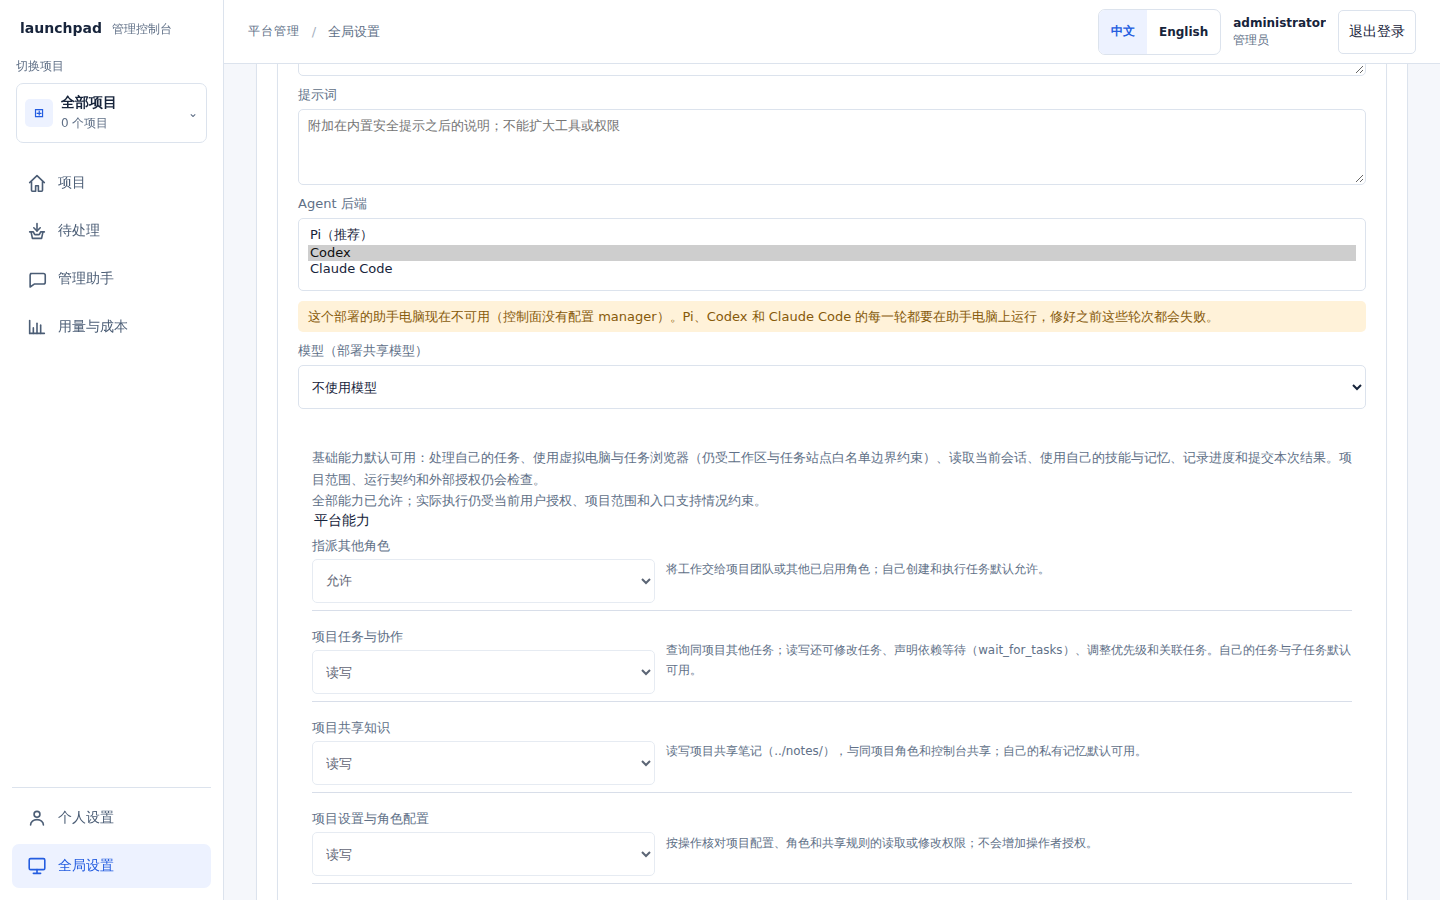 launchpad 管理控制台
切换项目
全部项目
0 个项目
项目
待处理
管理助手
用量与成本
个人设置
全局设置
平台管理 / 全局设置
中文 English
administrator
管理员
退出登录
提示词
附加在内置安全提示之后的说明；不能扩大工具或权限
Agent 后端
Pi（推荐）
Codex
Claude Code
这个部署的助手电脑现在不可用（控制面没有配置 manager）。Pi、Codex 和 Claude Code 的每一轮都要在助手电脑上运行，修好之前这些轮次都会失败。
模型（部署共享模型）
不使用模型
基础能力默认可用：处理自己的任务、使用虚拟电脑与任务浏览器（仍受工作区与任务站点白名单边界约束）、读取当前会话、使用自己的技能与记忆、记录进度和提交本次结果。项
目范围、运行契约和外部授权仍会检查。
全部能力已允许；实际执行仍受当前用户授权、项目范围和入口支持情况约束。
平台能力
指派其他角色
允许
将工作交给项目团队或其他已启用角色；自己创建和执行任务默认允许。
项目任务与协作
读写
查询同项目其他任务；读写还可修改任务、声明依赖等待（wait_for_tasks）、调整优先级和关联任务。自己的任务与子任务默认
可用。
项目共享知识
读写
读写项目共享笔记（../notes/），与同项目角色和控制台共享；自己的私有记忆默认可用。
项目设置与角色配置
读写
按操作核对项目配置、角色和共享规则的读取或修改权限；不会增加操作者授权。